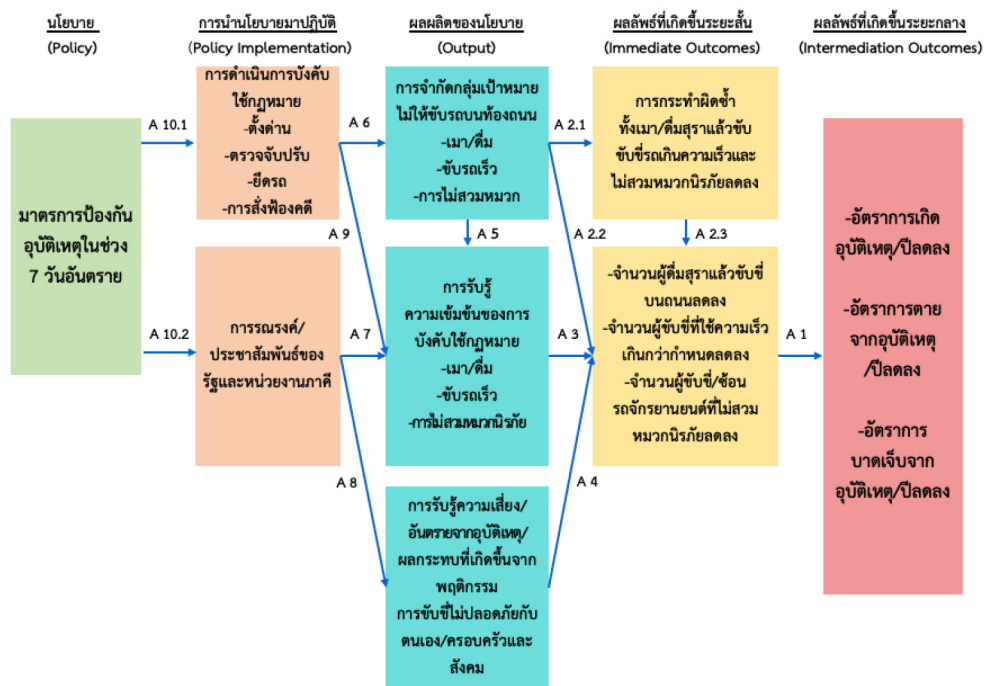 นโยบาย
(Policy)
การนำนโยบายมาปฏิบัติ
(Policy Implementation)
ผลผลิตของนโยบาย
(Output)
ผลลัพธ์ที่เกิดขึ้นระยะสั้น
(Immediate Outcomes)
ผลลัพธ์ที่เกิดขึ้นระยะกลาง
(Intermediation Outcomes)
มาตรการป้องกัน
อุบัติเหตุในช่วง
7 วันอันตราย
A 10.1
A 10.2
การดำเนินการบังคับ
ใช้กฎหมาย
-ตั้งด่าน
-ตรวจจับปรับ
-ยึดรถ
-การสั่งฟ้องคดี
การรณรงค์/
ประชาสัมพันธ์ของ
รัฐและหน่วยงานภาคี
A 6
A 9
A 7
A 8
การจำกัดกลุ่มเป้าหมาย
ไม่ให้ขับรถบนท้องถนน
-เมา/ดื่ม
-ขับรถเร็ว
-การไม่สวมหมวก
A 5
การรับรู้
ความเข้มข้นของการ
บังคับใช้กฎหมาย
-เมา/ดื่ม
-ขับรถเร็ว
-การไม่สวมหมวกนิรภัย
การรับรู้ความเสี่ยง/
อันตรายจากอุบัติเหตุ/
ผลกระทบที่เกิดขึ้นจาก
พฤติกรรม
การขับขี่ไม่ปลอดภัยกับ
ตนเอง/ครอบครัวและ
สังคม
A 2.1
A 2.2
A 3
A 4
การกระทำผิดซ้ำ
ทั้งเมา/ดื่มสุราแล้วขับ
ขับขี่รถเกินความเร็วและ
ไม่สวมหมวกนิรภัยลดลง
A 2.3
-จำนวนผู้ดื่มสุราแล้วขับขี่
บนถนนลดลง
-จำนวนผู้ขับขี่ที่ใช้ความเร็ว
เกินกว่ากำหนดลดลง
-จำนวนผู้ขับขี่/ซ้อน
รถจักรยานยนต์ที่ไม่สวม
หมวกนิรภัยลดลง
A 1
-อัตราการเกิด
อุบัติเหตุ/ปีลดลง
-อัตราการตาย
จากอุบัติเหตุ
/ปีลดลง
-อัตราการ
บาดเจ็บจาก
อุบัติเหตุ/ปีลดลง